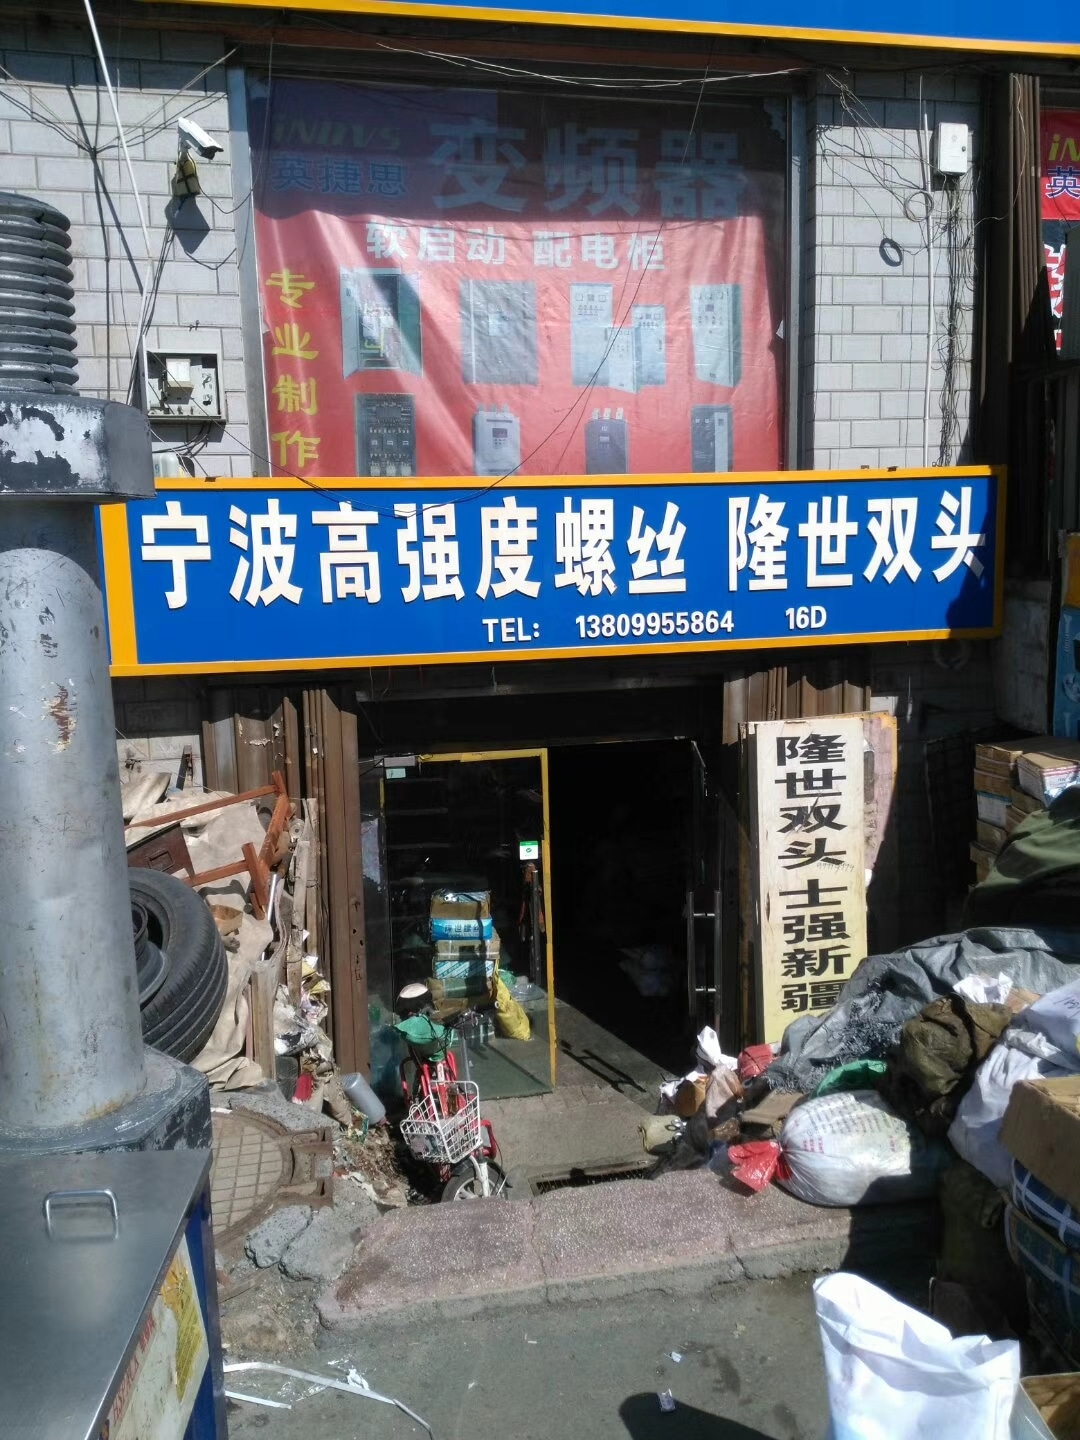 INVS
英捷思
变频器
软启动 配电柜
专业制作
宁波高强度螺丝 隆世双头
TEL: 13809955864 16D
隆世双头士强新疆
英